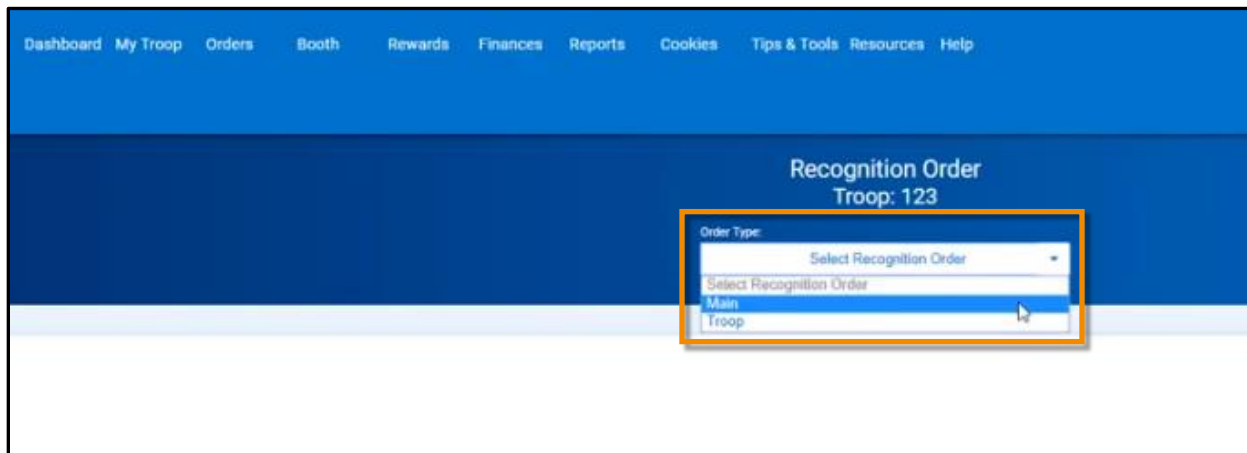 Dashboard My Troop Orders Booth Rewards Finances Reports Cookies Tips & Tools Resources Help
Recognition Order
Troop: 123
Order Type:
Select Recognition Order
Select Recognition Order
Main
Troop